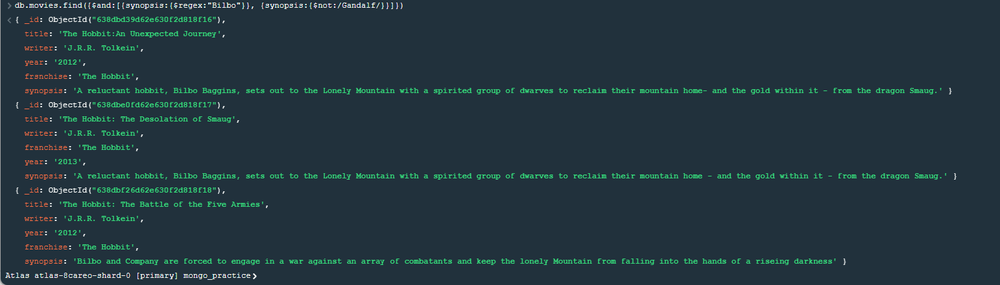 > db.movies.find({$and:[{synopsis:{$regex:"Bilbo"}}, {synopsis:{$not:/Gandalf/}}]})
< { _id: ObjectId("638dbd39d62e630f2d818f16"),
title: 'The Hobbit:An Unexpected Journey',
writer: 'J.R.R. Tolkein',
year: '2012',
frsnchise: 'The Hobbit',
synopsis: 'A reluctant hobbit, Bilbo Baggins, sets out to the Lonely Mountain with a spirited group of dwarves to reclaim their mountain home- and the gold within it - from the dragon Smaug.' }
{ _id: ObjectId("638dbe0fd62e630f2d818f17"),
title: 'The Hobbit: The Desolation of Smaug',
writer: 'J.R.R. Tolkein',
franchise: 'The Hobbit',
year: '2013',
synopsis: 'A reluctant hobbit, Bilbo Baggins, sets out to the Lonely Mountain with a spirited group of dwarves to reclaim their mountain home - and the gold within it - from the dragon Smaug.' }
{ _id: ObjectId("638dbf26d62e630f2d818f18"),
title: 'The Hobbit: The Battle of the Five Armies',
writer: 'J.R.R. Tolkein',
year: '2012',
franchise: 'The Hobbit',
synopsis: 'Bilbo and Company are forced to engage in a war against an array of combatants and keep the lonely Mountain from falling into the hands of a riseing darkness' }
Atlas atlas-8careo-shard-0 [primary] mongo_practice>